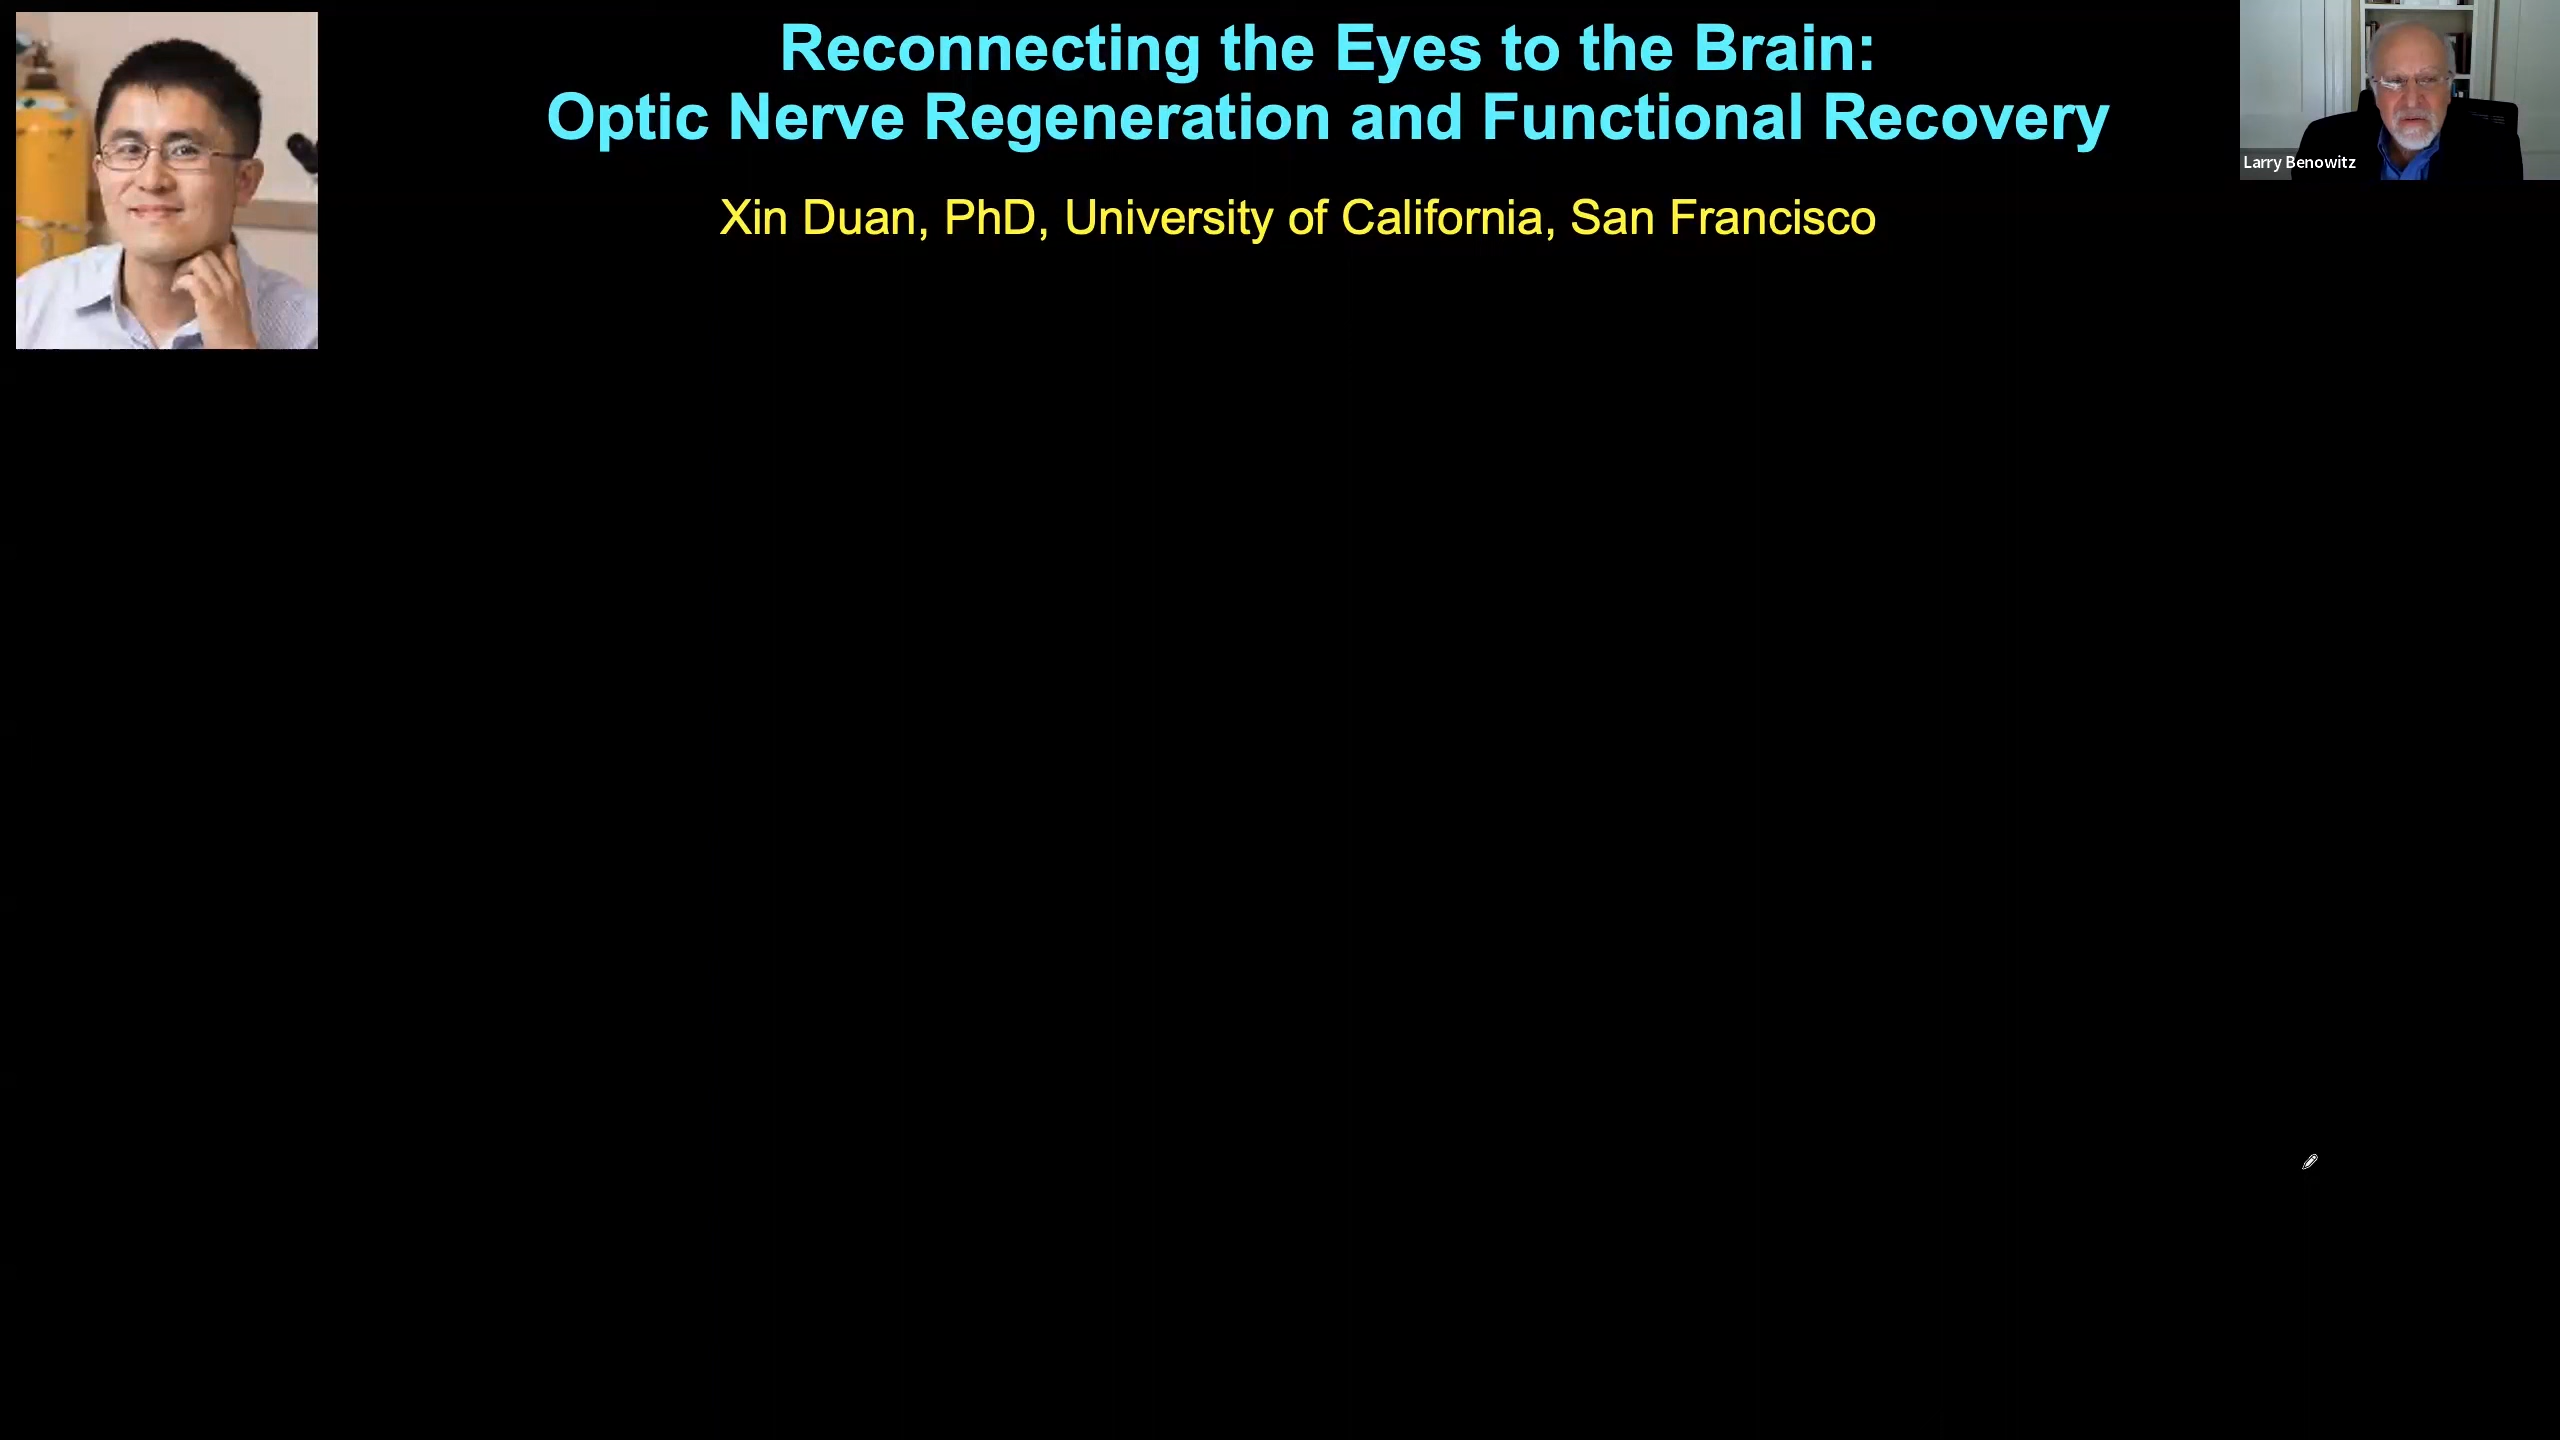 Reconnecting the Eyes to the Brain:
Optic Nerve Regeneration and Functional Recovery
Xin Duan, PhD, University of California, San Francisco
Larry Benowitz